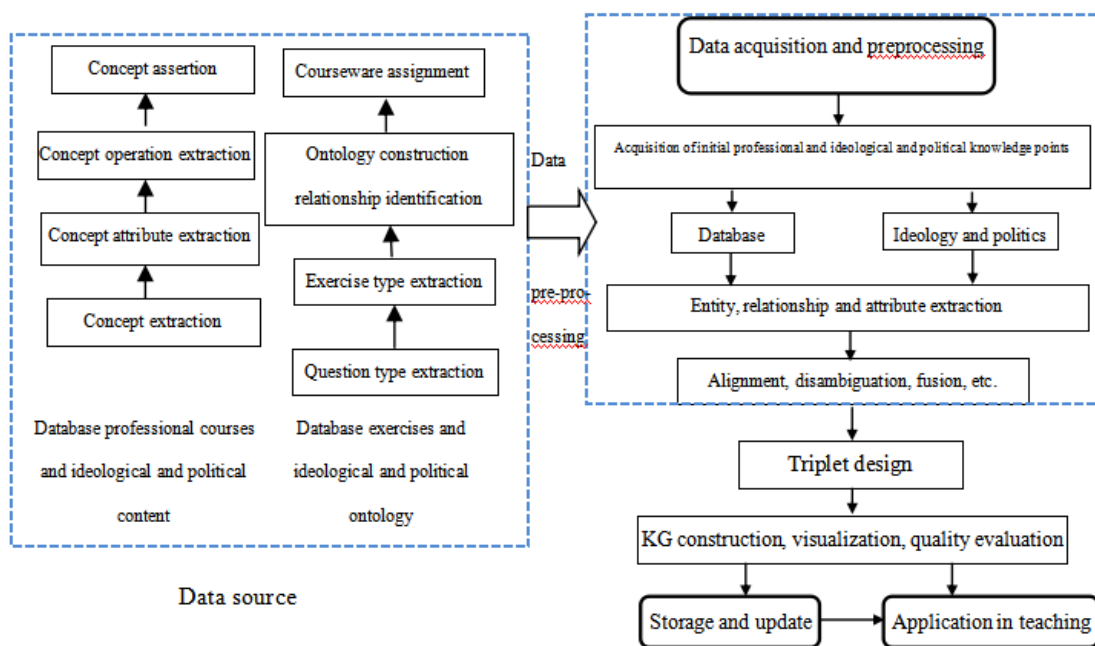 Concept assertion
Concept operation extraction
Concept attribute extraction
Concept extraction
Database professional courses
and ideological and political
content
Courseware assignment
Ontology construction
relationship identification
Exercise type extraction
Question type extraction
Database exercises and
ideological and political
ontology
Data source
Data
pre-pro-
cessing
Data acquisition and preprocessing
Acquisition of initial professional and ideological and political knowledge points
Database
Ideology and politics
Entity, relationship and attribute extraction
Alignment, disambiguation, fusion, etc.
Triplet design
KG construction, visualization, quality evaluation
Storage and update
Application in teaching